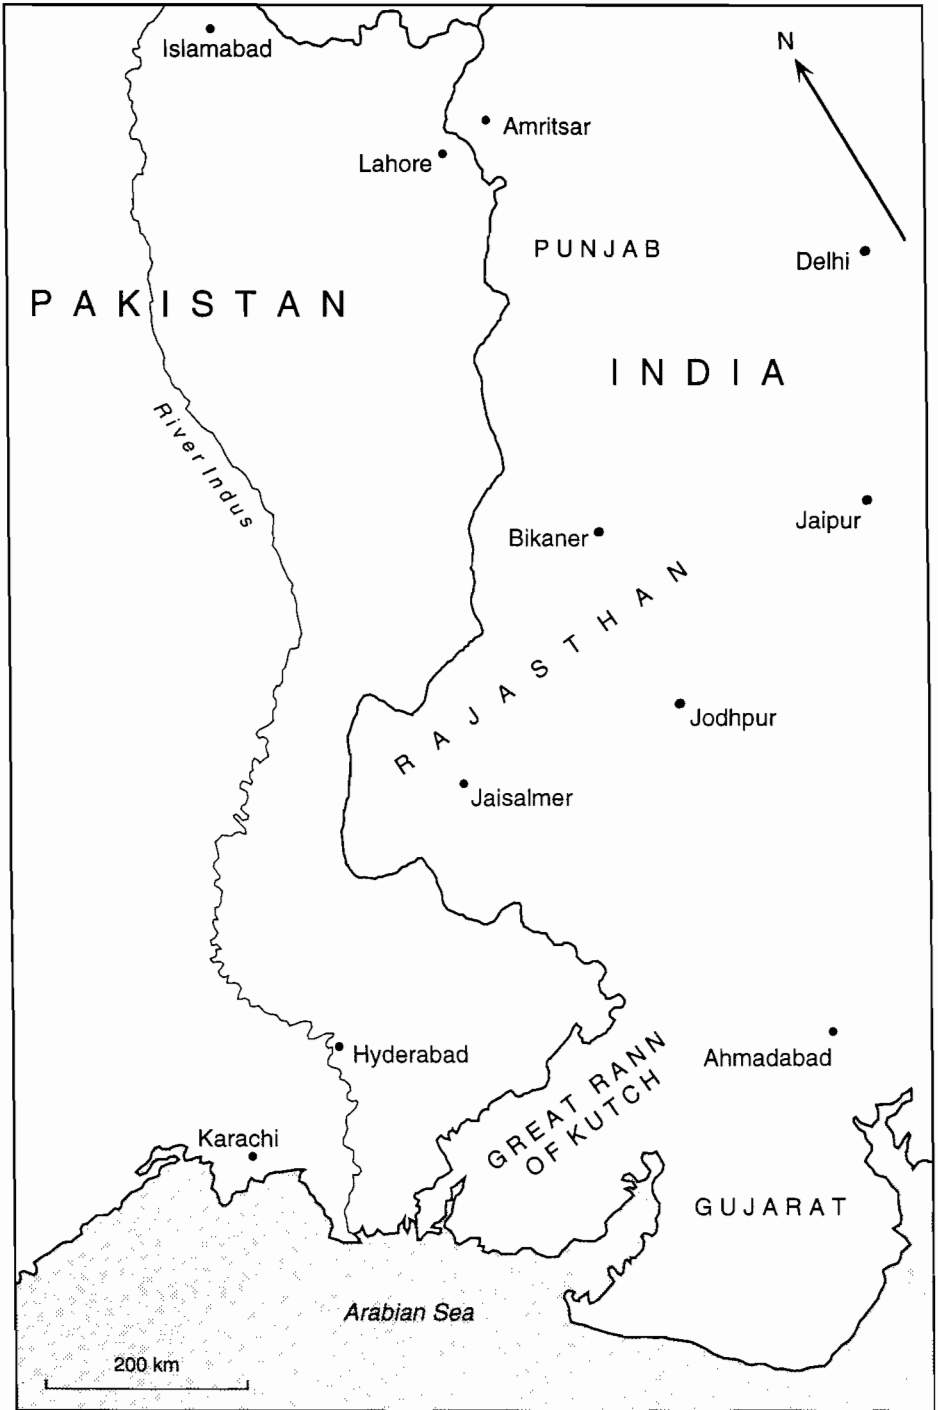 Islamabad
N
Amritsar
Lahore
PUNJAB
Delhi
PAKISTAN
INDIA
River Indus
Jaipur
Bikaner
RAJASTHAN
Jodhpur
Jaisalmer
Hyderabad
Ahmadabad
GREAT RANN
OF KUTCH
Karachi
GUJARAT
Arabian Sea
200 km